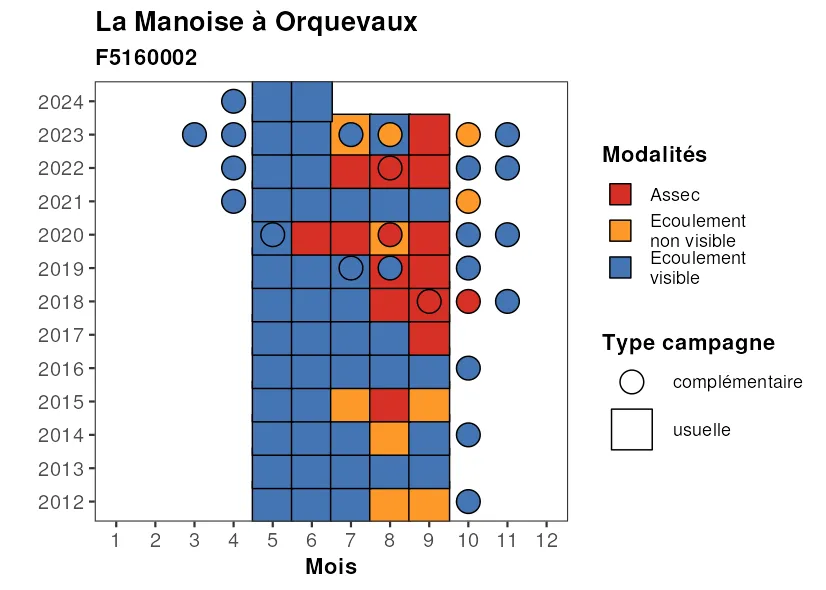 La Manoise à Orquevaux
F5160002
2024
2023
2022
2021
2020
2019
2018
2017
2016
2015
2014
2013
2012
1 2 3 4 5 6 7 8 9 10 11 12
Mois
Modalités
Assec
Ecoulement
non visible
Ecoulement
visible
Type campagne
complémentaire
usuelle